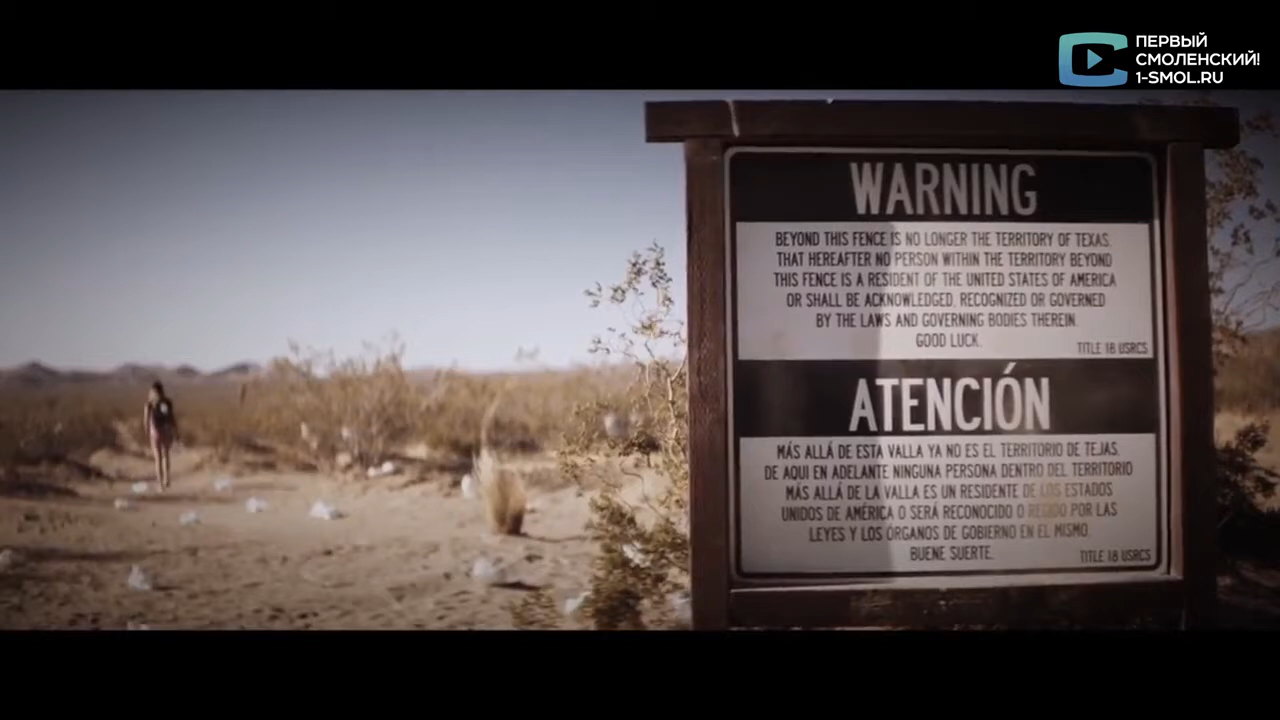 ПЕРВЫЙ
СМОЛЕНСКИЙ!
1-SMOL.RU
WARNING
BEYOND THIS FENCE IS NO LONGER THE TERRITORY OF TEXAS.
THAT HEREAFTER NO PERSON WITHIN THE TERRITORY BEYOND
THIS FENCE IS A RESIDENT OF THE UNITED STATES OF AMERICA
OR SHALL BE ACKNOWLEDGED, RECOGNIZED OR GOVERNED
BY THE LAWS AND GOVERNING BODIES THEREIN.
GOOD LUCK.
TITLE 18 USRCS
ATENCIÓN
MÁS ALLÁ DE ESTA VALLA YA NO ES EL TERRITORIO DE TEJAS.
DE AQUI EN ADELANTE NINGUNA PERSONA DENTRO DEL TERRITORIO
MÁS ALLÁ DE LA VALLA ES UN RESIDENTE DE LOS ESTADOS
UNIDOS DE AMÉRICA O SERÁ RECONOCIDO O REGIDO POR LAS
LEYES Y LOS ÓRGANOS DE GOBIERNO EN EL MISMO.
BUENE SUERTE.
TITLE 18 USRCS